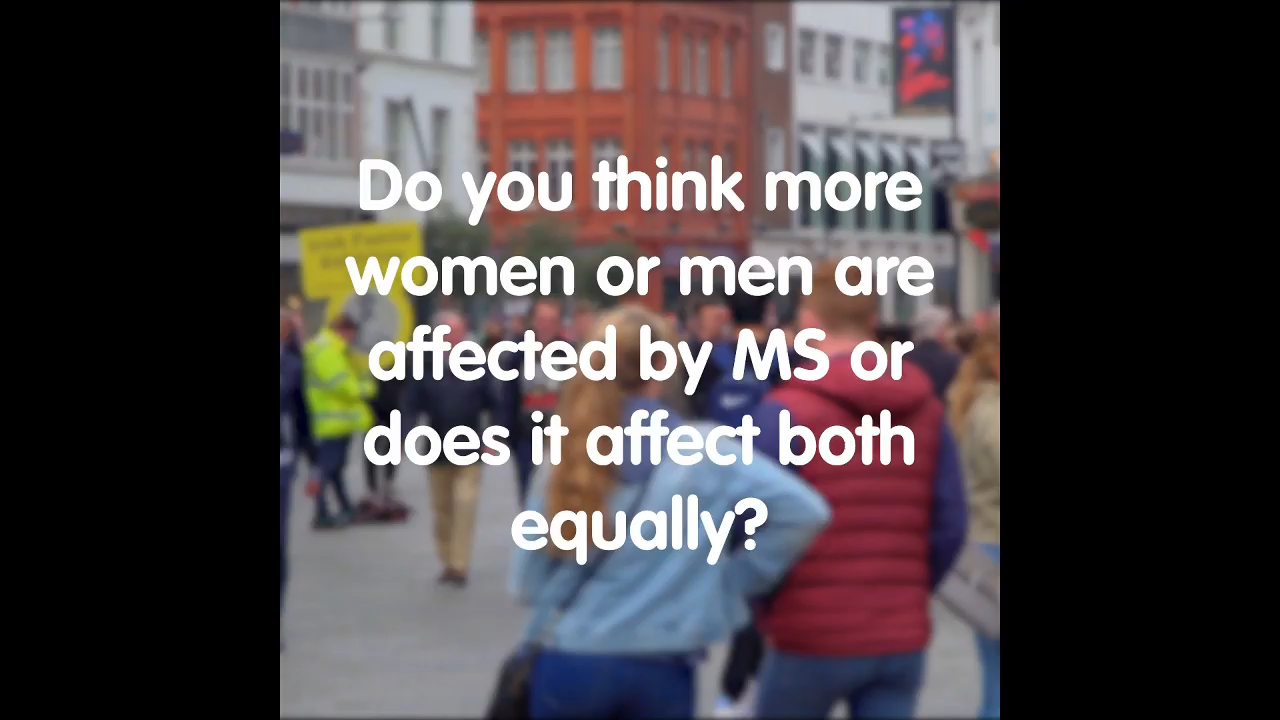 Do you think more
women or men are
affected by MS or
does it affect both
equally?